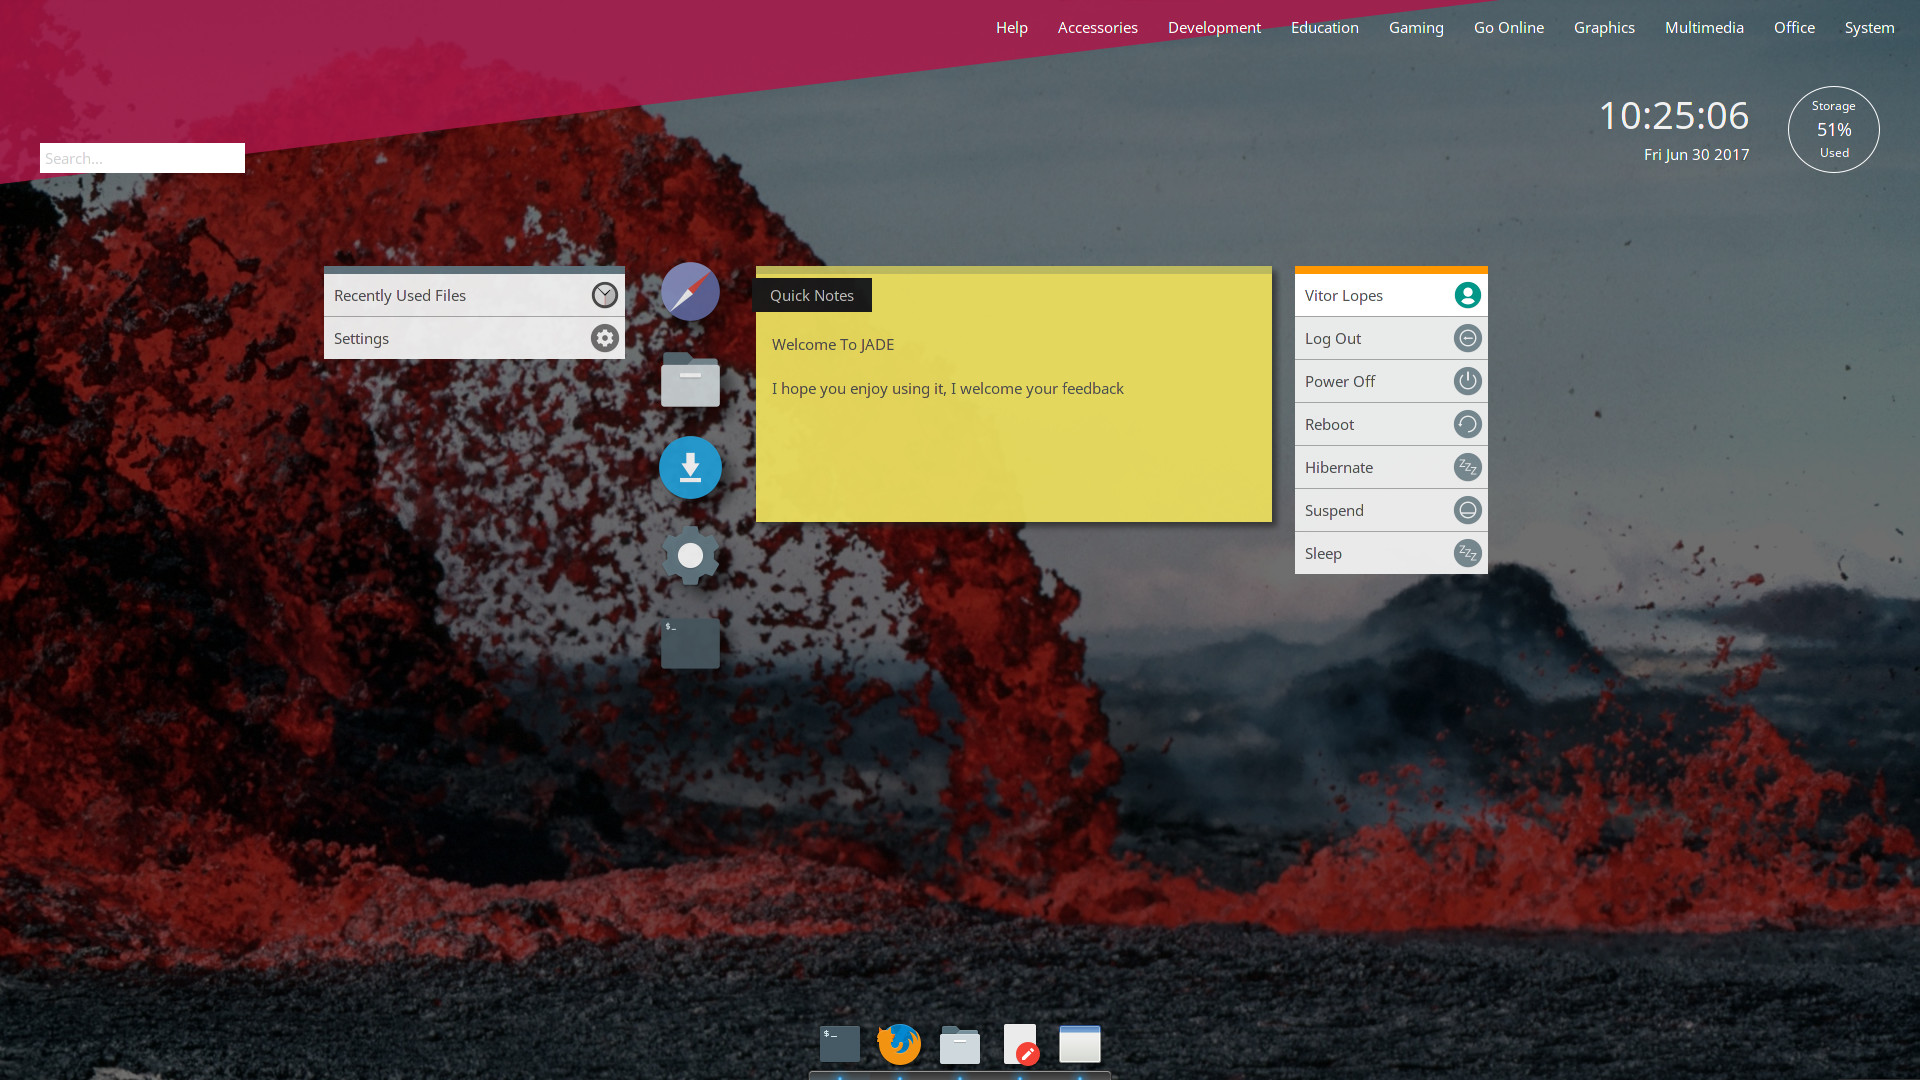 Help Accessories Development Education Gaming Go Online Graphics Multimedia Office System
10:25:06
Fri Jun 30 2017
Storage
51%
Used
Search...
Recently Used Files
Settings
$_
Quick Notes
Welcome To JADE
I hope you enjoy using it, I welcome your feedback
Vitor Lopes
Log Out
Power Off
Reboot
Hibernate
ZZZ
Suspend
Sleep
ZZZ
$_